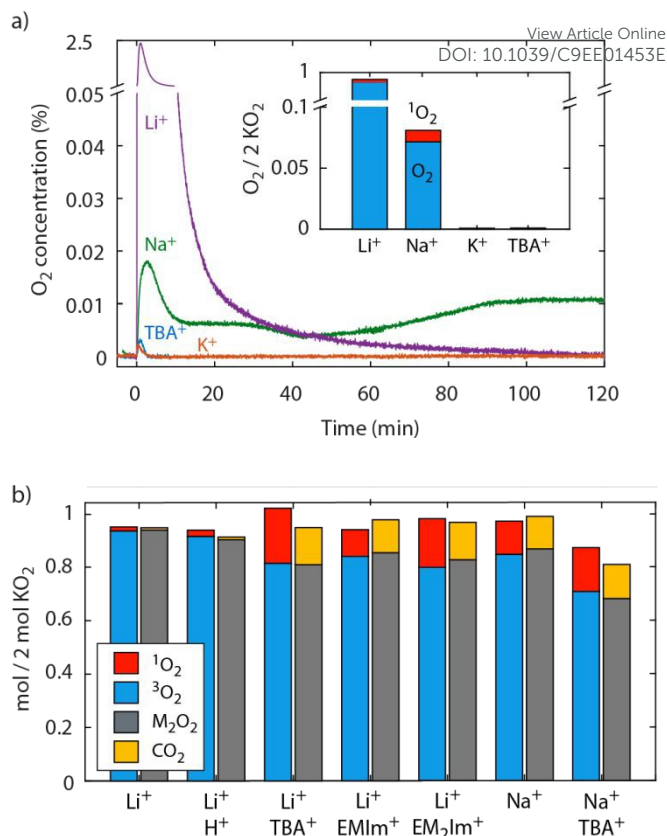 a)
View Article Online
DOI: 10.1039/C9EE01453E
2.5
0.05
0.04
0.03
0.02
0.01
0
O₂ concentration (%)
Li⁺
Na⁺
TBA⁺
K⁺
0 20 40 60 80 100 120
Time (min)
1
0.1
0.05
0
O₂ / 2 KO₂
¹O₂
O₂
Li⁺ Na⁺ K⁺ TBA⁺
b)
1
0.8
0.6
0.4
0.2
0
mol / 2 mol KO₂
¹O₂
³O₂
M₂O₂
CO₂
Li⁺ Li⁺ Li⁺ Li⁺ Li⁺ Na⁺ Na⁺
H⁺ TBA⁺ EMIm⁺ EM₂Im⁺ TBA⁺